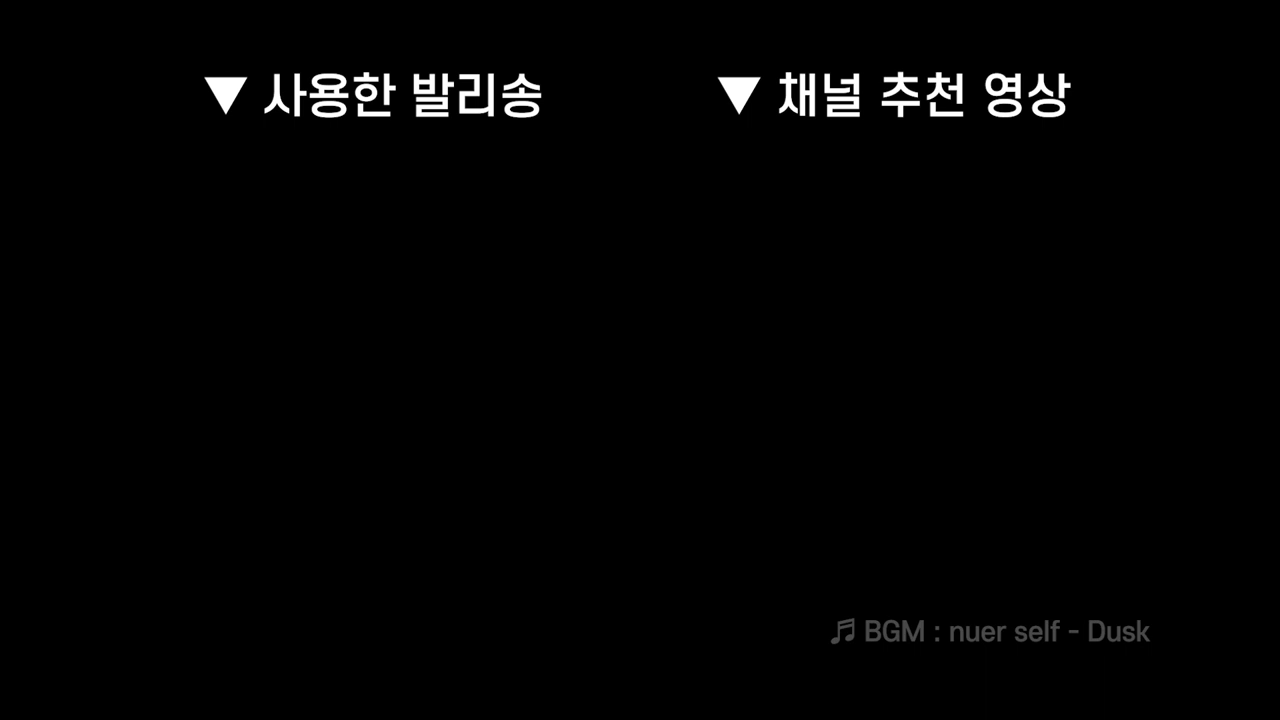 ▼ 사용한 발리송
▼ 채널 추천 영상
♬ BGM : nuer self - Dusk